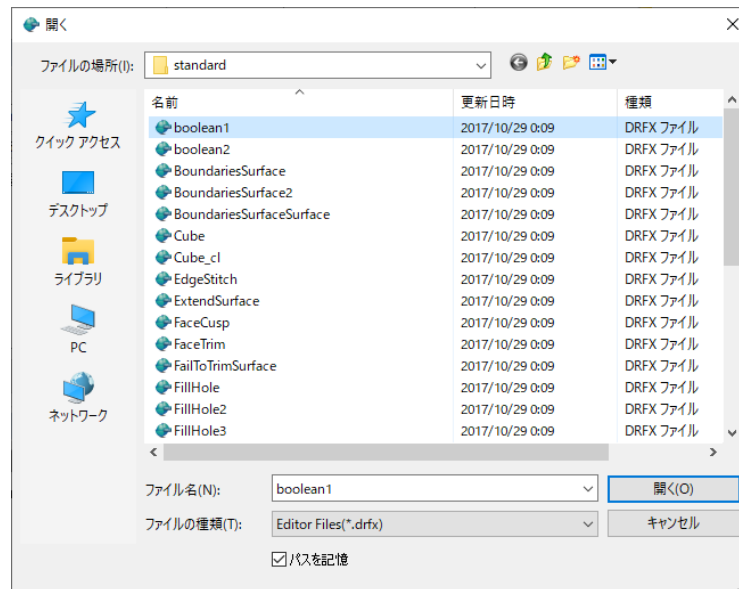 開く
ファイルの場所(I): standard
名前 更新日時 種類
boolean1 2017/10/29 0:09 DRFX ファイル
boolean2 2017/10/29 0:09 DRFX ファイル
BoundariesSurface 2017/10/29 0:09 DRFX ファイル
BoundariesSurface2 2017/10/29 0:09 DRFX ファイル
BoundariesSurfaceSurface 2017/10/29 0:09 DRFX ファイル
Cube 2017/10/29 0:09 DRFX ファイル
Cube_cl 2017/10/29 0:09 DRFX ファイル
EdgeStitch 2017/10/29 0:09 DRFX ファイル
ExtendSurface 2017/10/29 0:09 DRFX ファイル
FaceCusp 2017/10/29 0:09 DRFX ファイル
FaceTrim 2017/10/29 0:09 DRFX ファイル
FailToTrimSurface 2017/10/29 0:09 DRFX ファイル
FillHole 2017/10/29 0:09 DRFX ファイル
FillHole2 2017/10/29 0:09 DRFX ファイル
FillHole3 2017/10/29 0:09 DRFX ファイル
クイック アクセス
デスクトップ
ライブラリ
PC
ネットワーク
ファイル名(N): boolean1 開く(O)
ファイルの種類(T): Editor Files(*.drfx) キャンセル
パスを記憶